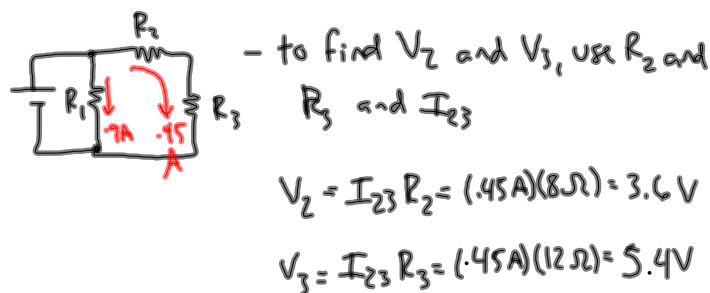 R₂
R₁
R₃
.9A
.45
A
– to find V₂ and V₃, use R₂ and
R₃ and I₂₃
V₂ = I₂₃ R₂ = (.45A)(8Ω) = 3.6 V
V₃ = I₂₃ R₃ = (.45A)(12Ω) = 5.4V